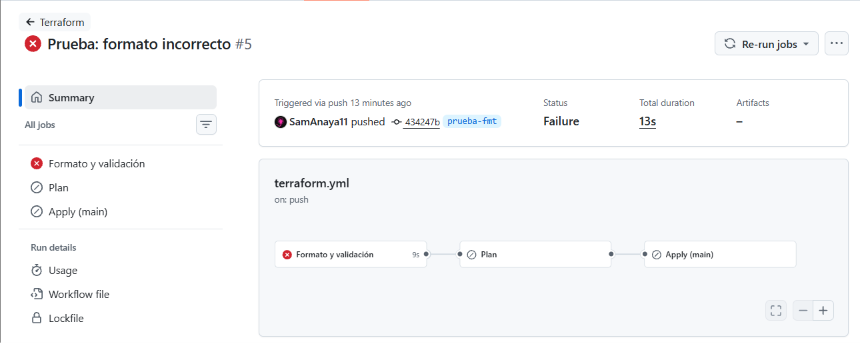 ← Terraform
Prueba: formato incorrecto #5
Re-run jobs
...
Summary
All jobs
Formato y validación
Plan
Apply (main)
Run details
Usage
Workflow file
Lockfile
Triggered via push 13 minutes ago
SamAnaya11 pushed 434247b prueba-fmt
Status
Failure
Total duration
13s
Artifacts
–
terraform.yml
on: push
Formato y validación 9s
Plan
Apply (main)